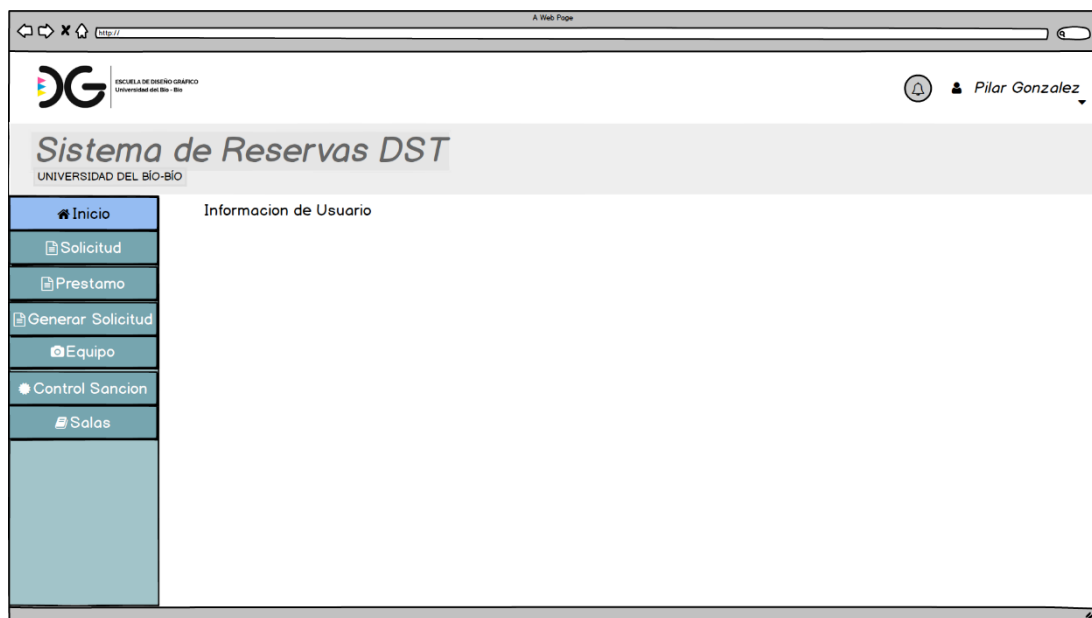 A Web Page
http://
DG
ESCUELA DE DISEÑO GRÁFICO
Universidad del Bío - Bío
Pilar Gonzalez
Sistema de Reservas DST
UNIVERSIDAD DEL BÍO-BÍO
Inicio
Informacion de Usuario
Solicitud
Prestamo
Generar Solicitud
Equipo
Control Sancion
Salas